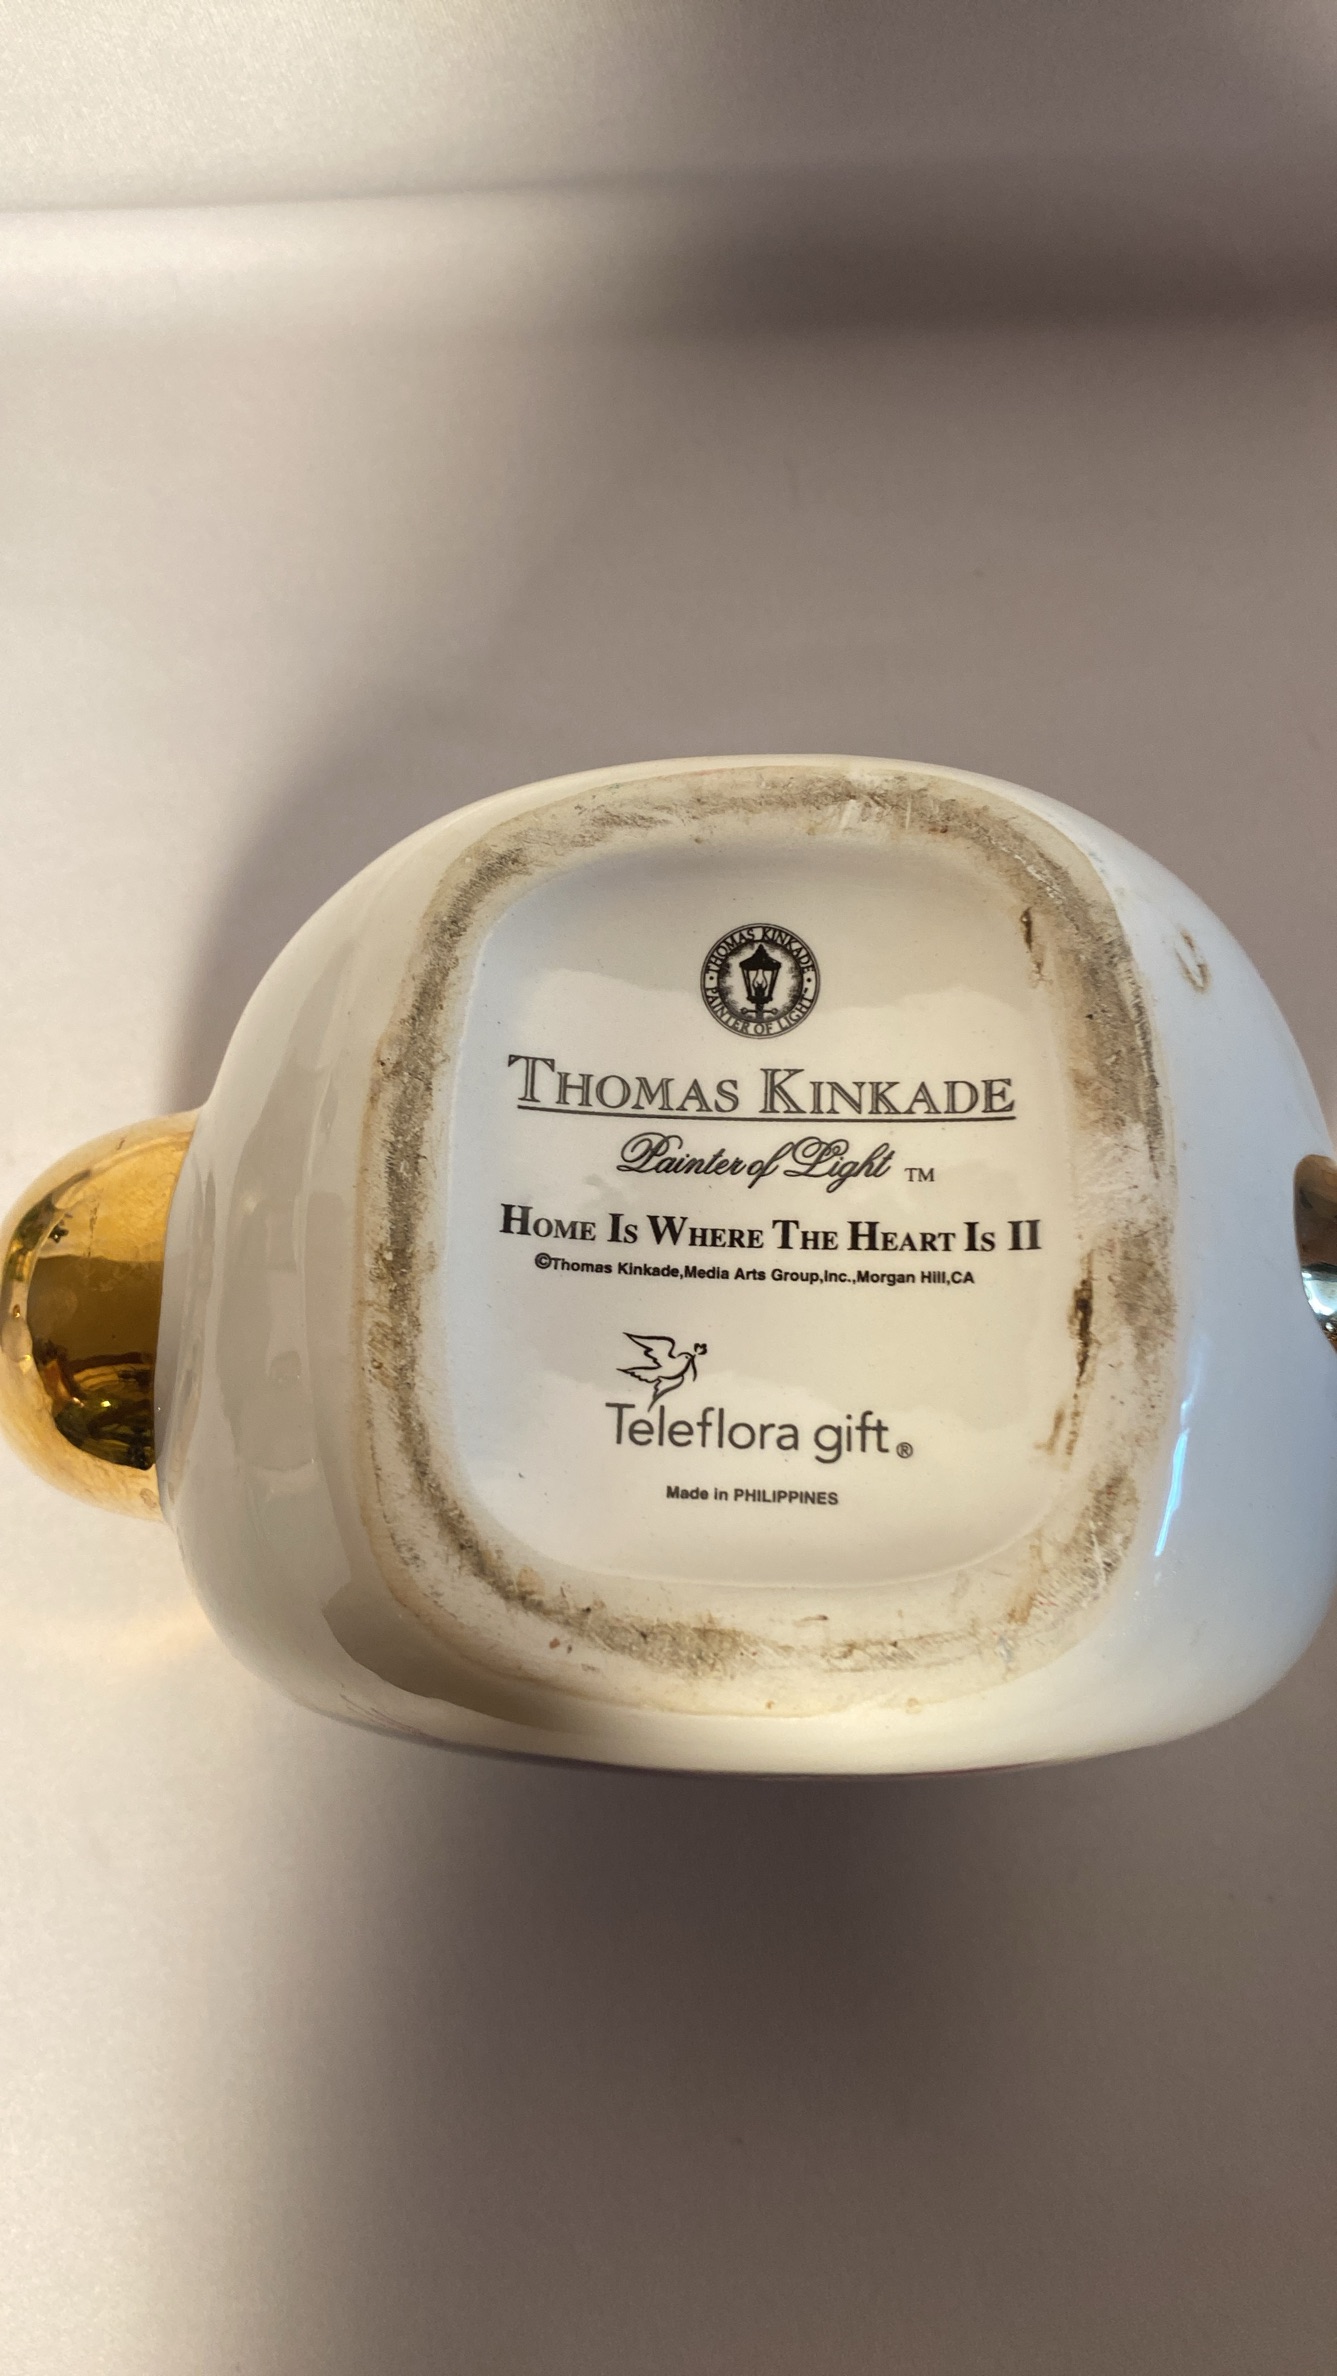 THOMAS KINKADE
PAINTER OF LIGHT
THOMAS KINKADE
Painter of Light ™
HOME IS WHERE THE HEART IS II
©Thomas Kinkade,Media Arts Group,Inc.,Morgan Hill,CA
Teleflora gift®
Made in PHILIPPINES